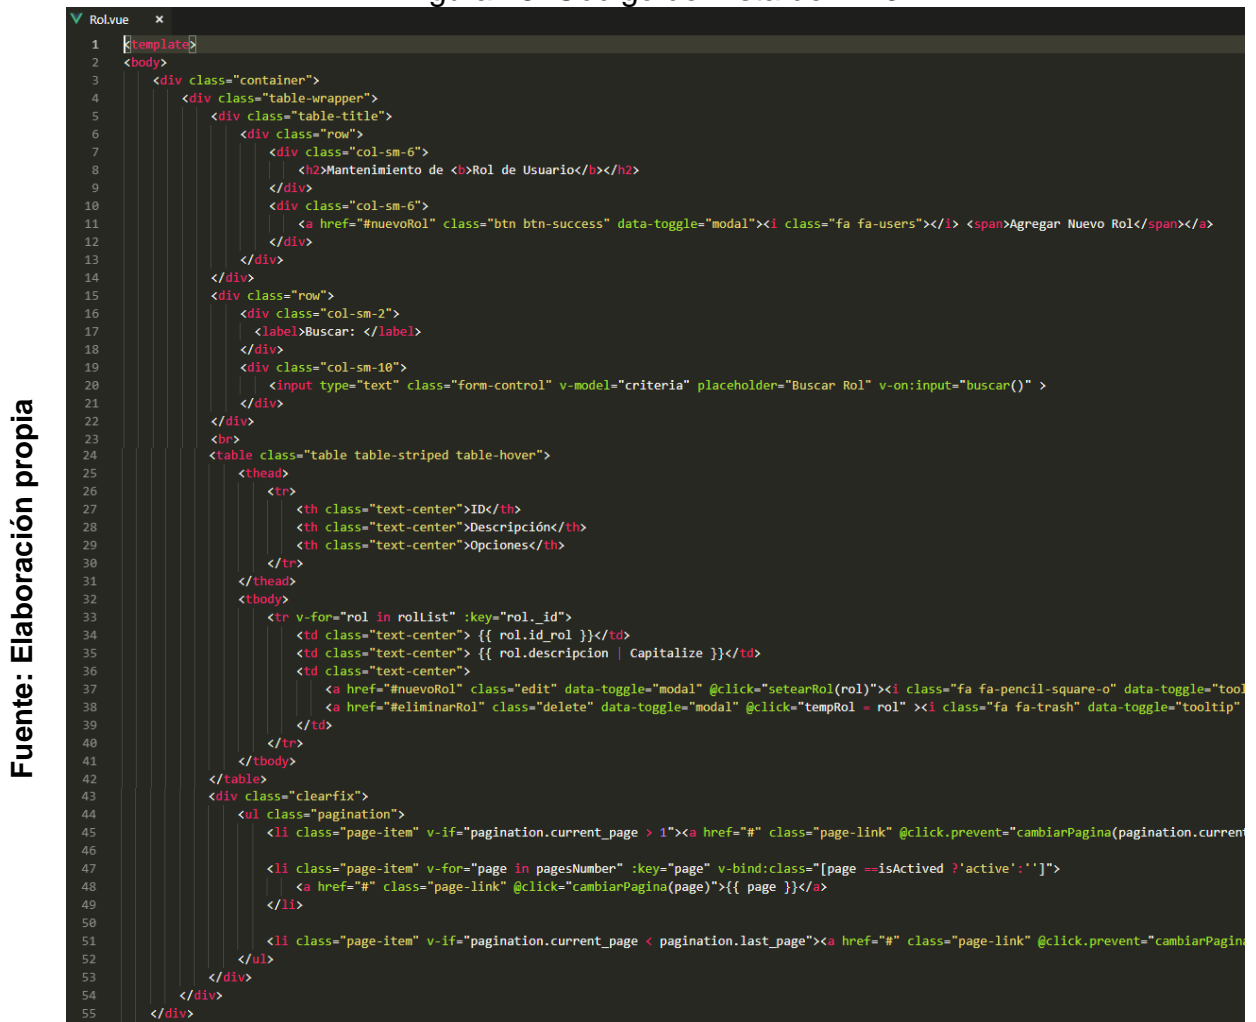 Rol.vue ×
1 <template>
2 <body>
3 <div class="container">
4 <div class="table-wrapper">
5 <div class="table-title">
6 <div class="row">
7 <div class="col-sm-6">
8 <h2>Mantenimiento de <b>Rol de Usuario</b></h2>
9 </div>
10 <div class="col-sm-6">
11 <a href="#nuevoRol" class="btn btn-success" data-toggle="modal"><i class="fa fa-users"></i> <span>Agregar Nuevo Rol</span></a>
12 </div>
13 </div>
14 </div>
15 <div class="row">
16 <div class="col-sm-2">
17 <label>Buscar: </label>
18 </div>
19 <div class="col-sm-10">
20 <input type="text" class="form-control" v-model="criteria" placeholder="Buscar Rol" v-on:input="buscar()" >
21 </div>
22 </div>
23 <br>
24 <table class="table table-striped table-hover">
25 <thead>
26 <tr>
27 <th class="text-center">ID</th>
28 <th class="text-center">Descripción</th>
29 <th class="text-center">Opciones</th>
30 </tr>
31 </thead>
32 <tbody>
33 <tr v-for="rol in rolList" :key="rol._id">
34 <td class="text-center"> {{ rol.id_rol }}</td>
35 <td class="text-center"> {{ rol.descripcion | Capitalize }}</td>
36 <td class="text-center">
37 <a href="#nuevoRol" class="edit" data-toggle="modal" @click="setearRol(rol)"><i class="fa fa-pencil-square-o" data-toggle="tool
38 <a href="#eliminarRol" class="delete" data-toggle="modal" @click="tempRol = rol" ><i class="fa fa-trash" data-toggle="tooltip"
39 </td>
40 </tr>
41 </tbody>
42 </table>
43 <div class="clearfix">
44 <ul class="pagination">
45 <li class="page-item" v-if="pagination.current_page > 1"><a href="#" class="page-link" @click.prevent="cambiarPagina(pagination.current
46
47 <li class="page-item" v-for="page in pagesNumber" :key="page" v-bind:class="[page ==isActived ?'active':'']">
48 <a href="#" class="page-link" @click="cambiarPagina(page)">{{ page }}</a>
49 </li>
50
51 <li class="page-item" v-if="pagination.current_page < pagination.last_page"><a href="#" class="page-link" @click.prevent="cambiarPagina
52 </ul>
53 </div>
54 </div>
55 </div>
Fuente: Elaboración propia